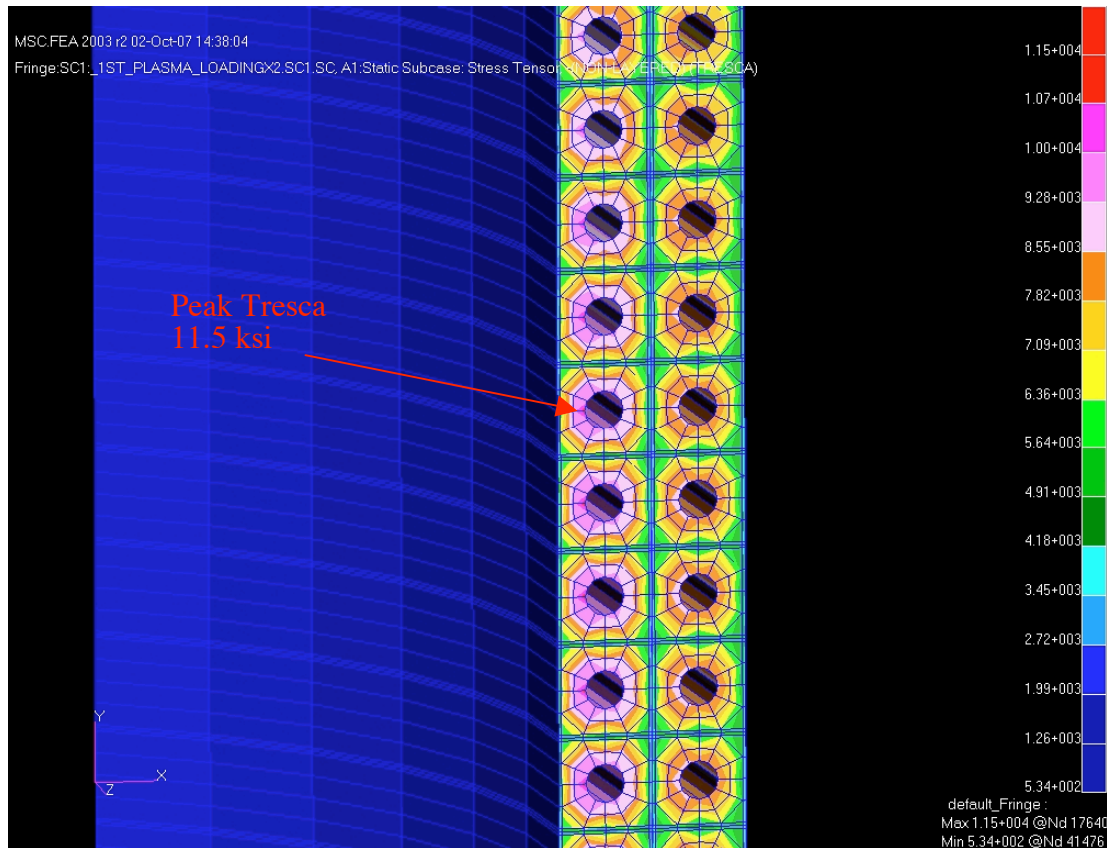 MSC.FEA 2003 r2 02-Oct-07 14:38:04
Fringe:SC1:_1ST_PLASMA_LOADINGX2.SC1.SC, A1:Static Subcase: Stress Tensor,
Peak Tresca
11.5 ksi
1.15+004
1.07+004
1.00+004
9.28+003
8.55+003
7.82+003
7.09+003
6.36+003
5.64+003
4.91+003
4.18+003
3.45+003
2.72+003
1.99+003
1.26+003
5.34+002
Y
X
Z
default_Fringe :
Max 1.15+004 @Nd 17640
Min 5.34+002 @Nd 41476